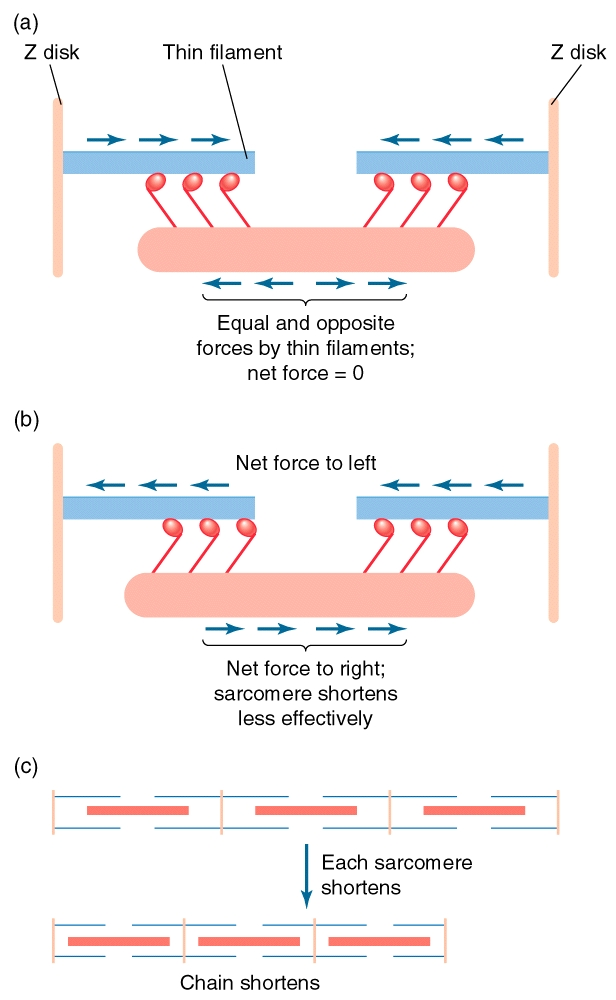 (a)
Z disk
Thin filament
Z disk
Equal and opposite
forces by thin filaments;
net force = 0
(b)
Net force to left
Net force to right;
sarcomere shortens
less effectively
(c)
Each sarcomere
shortens
Chain shortens